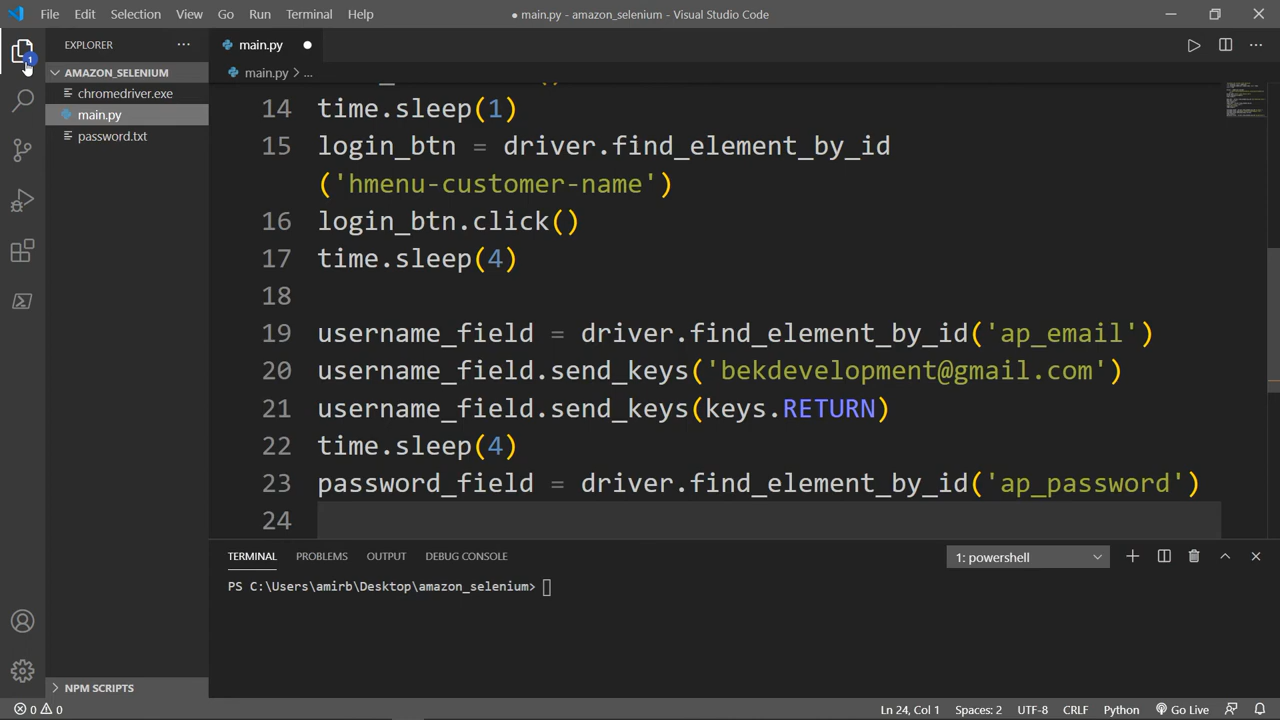 File Edit Selection View Go Run Terminal Help
● main.py - amazon_selenium - Visual Studio Code
EXPLORER
1
AMAZON_SELENIUM
chromedriver.exe
main.py
password.txt
NPM SCRIPTS
main.py
main.py > ...
14 time.sleep(1)
15 login_btn = driver.find_element_by_id
('hmenu-customer-name')
16 login_btn.click()
17 time.sleep(4)
18
19 username_field = driver.find_element_by_id('ap_email')
20 username_field.send_keys('bekdevelopment@gmail.com')
21 username_field.send_keys(keys.RETURN)
22 time.sleep(4)
23 password_field = driver.find_element_by_id('ap_password')
24
TERMINAL PROBLEMS OUTPUT DEBUG CONSOLE
1: powershell
PS C:\Users\amirb\Desktop\amazon_selenium>
0 0
Ln 24, Col 1 Spaces: 2 UTF-8 CRLF Python Go Live